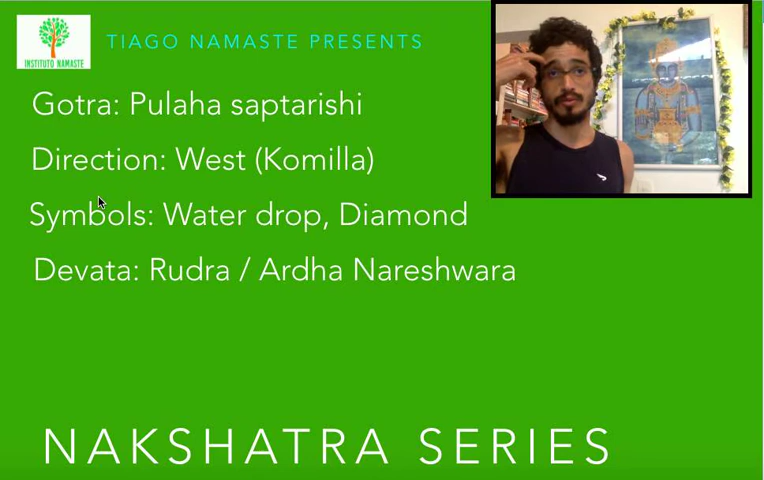 INSTITUTO NAMASTE
TIAGO NAMASTE PRESENTS
Gotra: Pulaha saptarishi
Direction: West (Komilla)
Symbols: Water drop, Diamond
Devata: Rudra / Ardha Nareshwara
NAKSHATRA SERIES